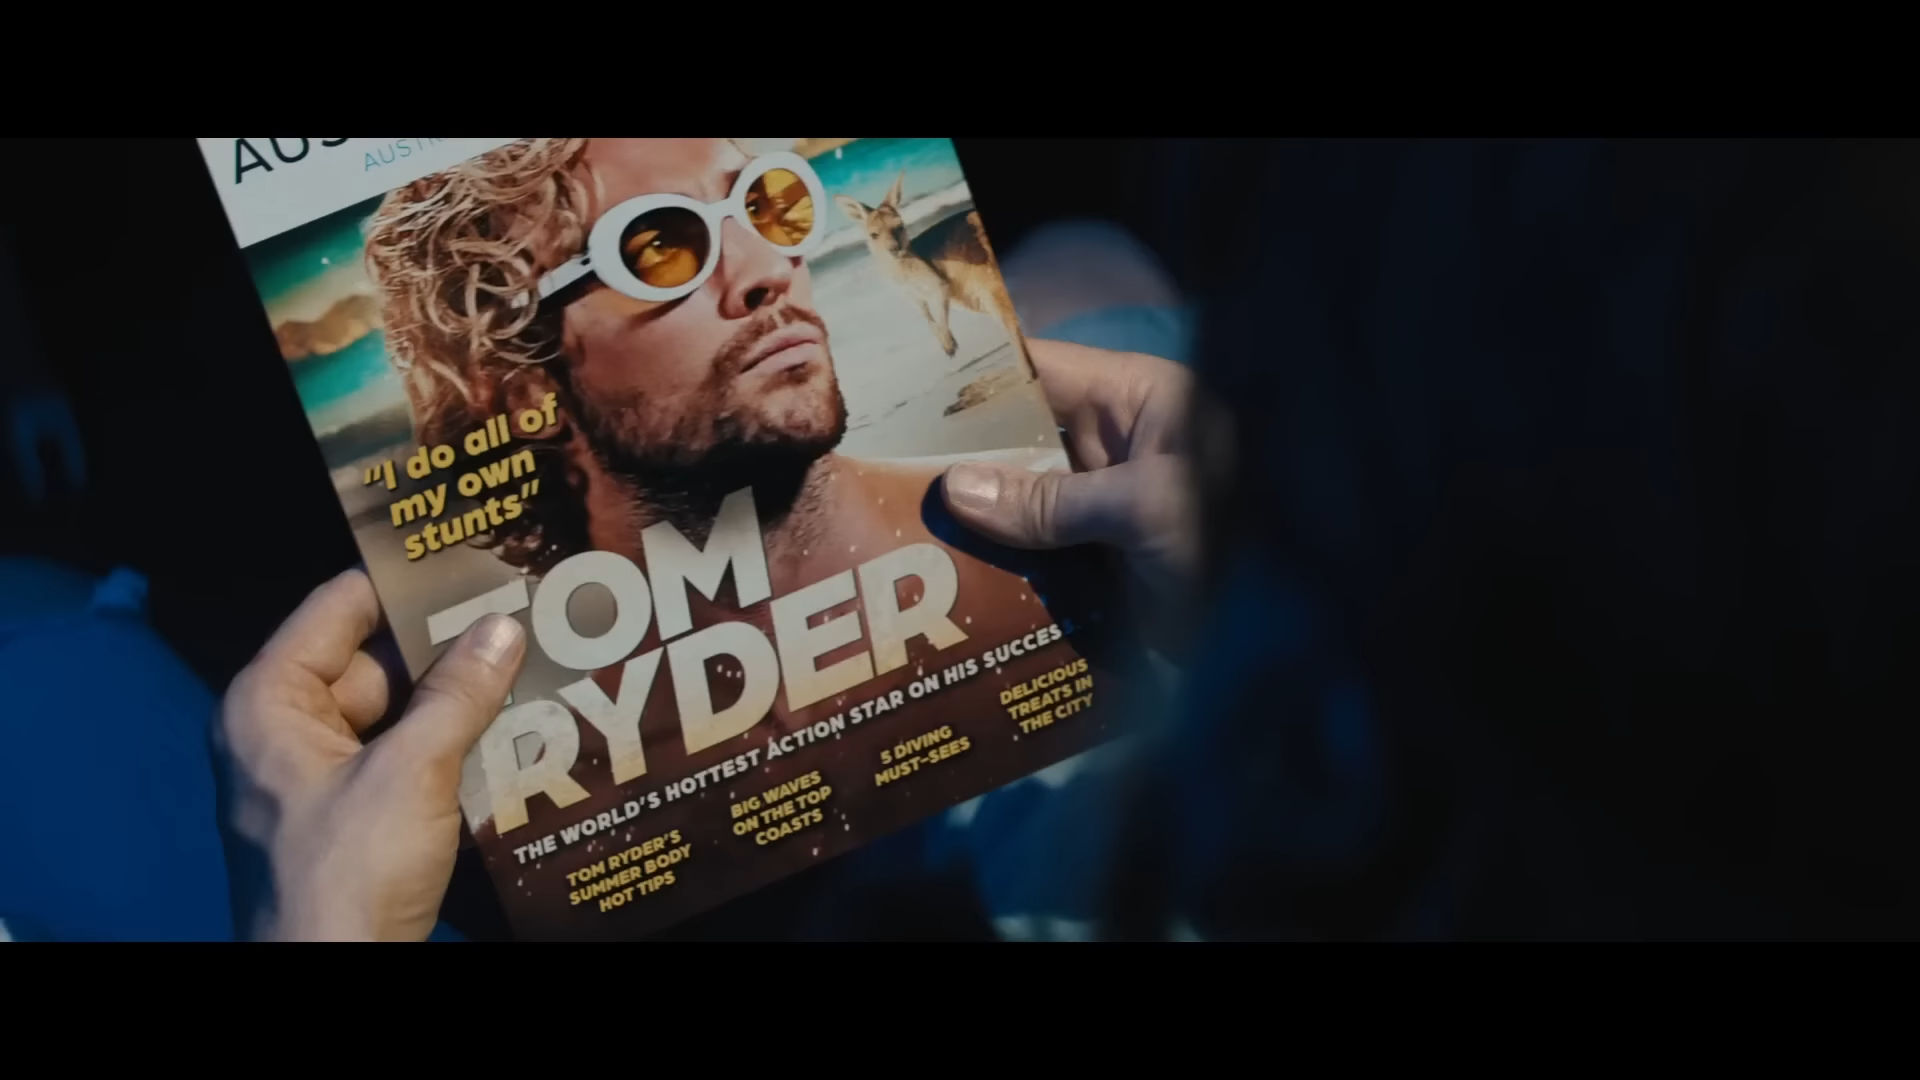 "I do all of
my own
stunts"
TOM
RYDER
THE WORLD'S HOTTEST ACTION STAR ON HIS SUCCESS
TOM RYDER'S
SUMMER BODY
HOT TIPS
BIG WAVES
ON THE TOP
COASTS
5 DIVING
MUST-SEES
DELICIOUS
TREATS IN
THE CITY